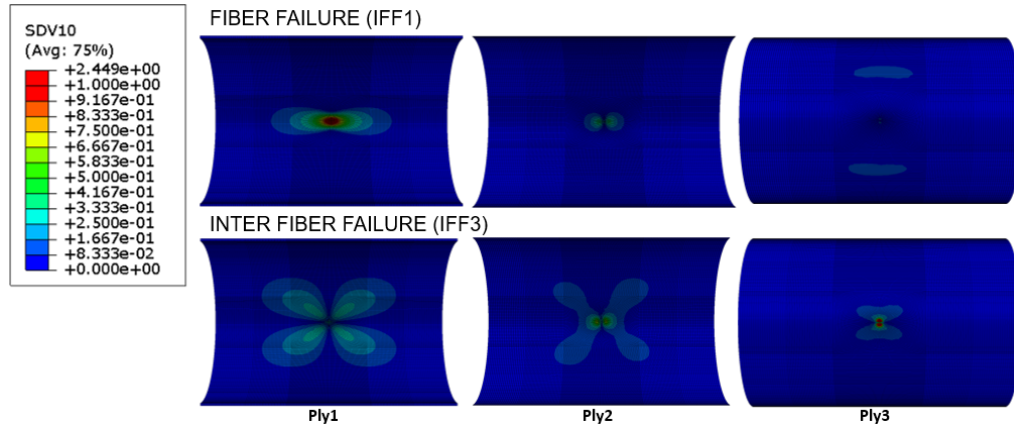 SDV10
(Avg: 75%)
+2.449e+00
+1.000e+00
+9.167e-01
+8.333e-01
+7.500e-01
+6.667e-01
+5.833e-01
+5.000e-01
+4.167e-01
+3.333e-01
+2.500e-01
+1.667e-01
+8.333e-02
+0.000e+00
FIBER FAILURE (IFF1)
INTER FIBER FAILURE (IFF3)
Ply1
Ply2
Ply3